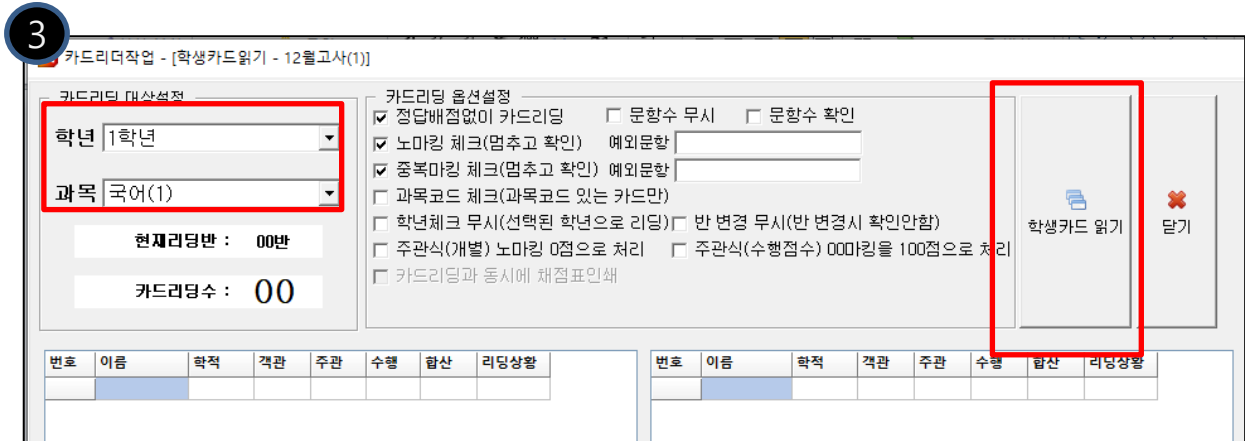 3
카드리더작업 - [학생카드읽기 - 12월고사(1)]
카드리딩 대상설정
학년 1학년
과목 국어(1)
현재리딩반 : 00반
카드리딩수 : 00
카드리딩 옵션설정
정답배점없이 카드리딩 문항수 무시 문항수 확인
노마킹 체크(멈추고 확인) 예외문항
중복마킹 체크(멈추고 확인) 예외문항
과목코드 체크(과목코드 있는 카드만)
학년체크 무시(선택된 학년으로 리딩) 반 변경 무시(반 변경시 확인안함)
주관식(개별) 노마킹 0점으로 처리 주관식(수행점수) 00마킹을 100점으로 처리
카드리딩과 동시에 채점표인쇄
학생카드 읽기
닫기
번호 이름 학적 객관 주관 수행 합산 리딩상황
번호 이름 학적 객관 주관 수행 합산 리딩상황